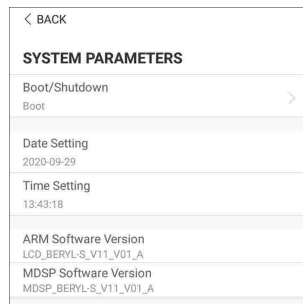 BACK
SYSTEM PARAMETERS
Boot/Shutdown
Boot
Date Setting
2020-09-29
Time Setting
13:43:18
ARM Software Version
LCD_BERYL-S_V11_V01_A
MDSP Software Version
MDSP_BERYL-S_V11_V01_A